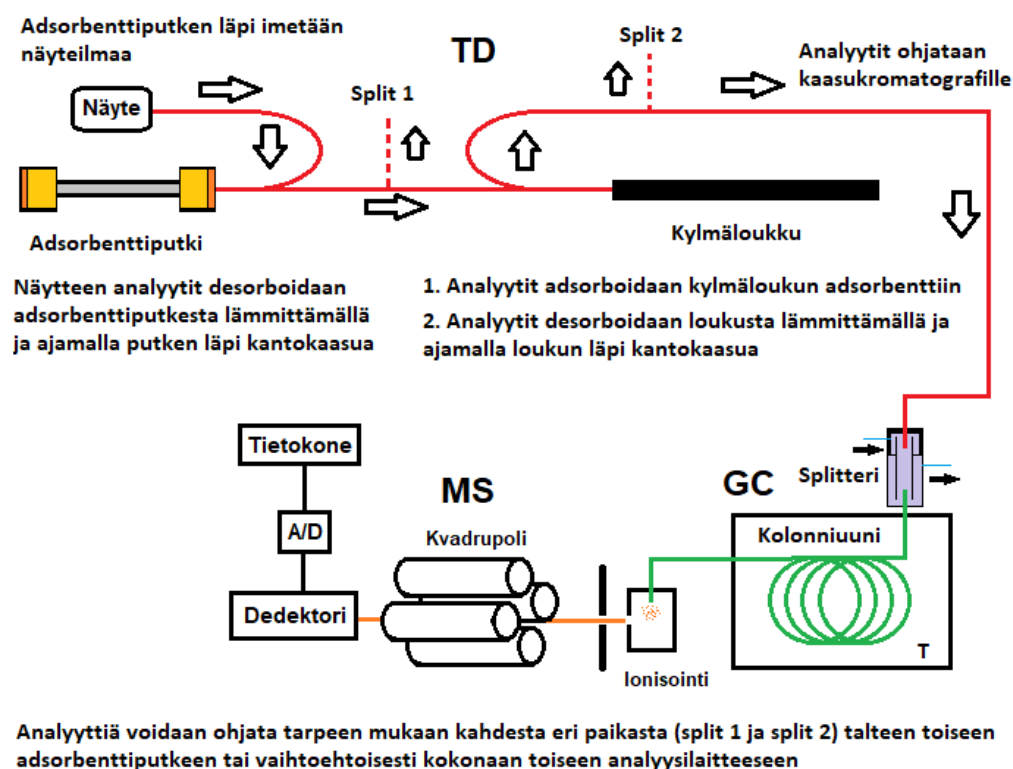 Adsorbenttiputken läpi imetään
näyteilmaa
TD
Split 2
Analyytit ohjataan
kaasukromatografille
Split 1
Näyte
Adsorbenttiputki
Kylmäloukku
Näytteen analyytit desorboidaan
adsorbenttiputkesta lämmittämällä
ja ajamalla putken läpi kantokaasua
1. Analyytit adsorboidaan kylmäloukun adsorbenttiin
2. Analyytit desorboidaan loukusta lämmittämällä ja
ajamalla loukun läpi kantokaasua
Tietokone
MS
GC
Splitteri
A/D
Kvadrupoli
Kolonniuuni
Dedektori
T
Ionisointi
Analyyttiä voidaan ohjata tarpeen mukaan kahdesta eri paikasta (split 1 ja split 2) talteen toiseen
adsorbenttiputkeen tai vaihtoehtoisesti kokonaan toiseen analyysilaitteeseen